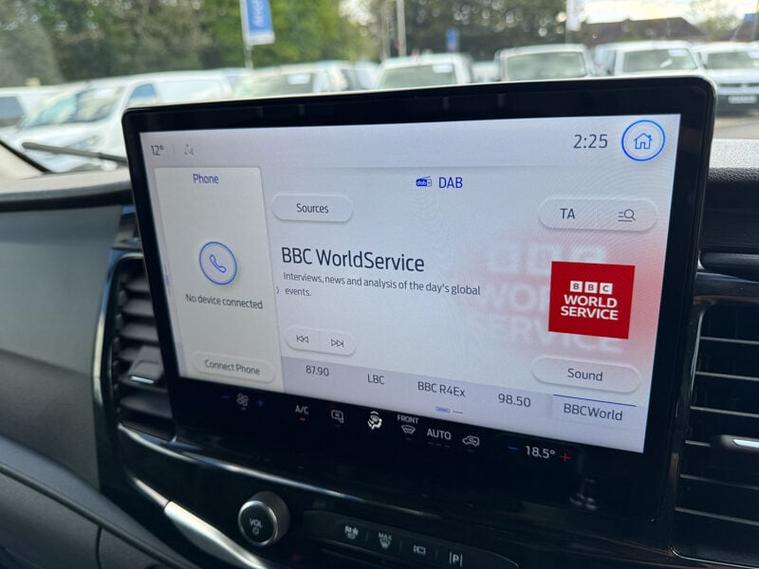 12°
2:25
Phone
DAB
Sources
TA
BBC WorldService
Interviews, news and analysis of the day's global
events.
BBC
WORLD
SERVICE
No device connected
Connect Phone
Sound
87.90
LBC
BBC R4Ex
98.50
BBCWorld
A/C
FRONT
AUTO
18.5°
VOL
R
MAX
P